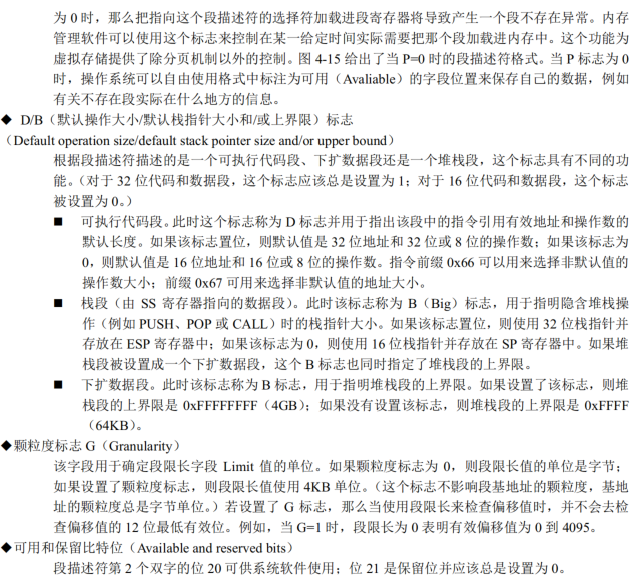 为 0 时，那么把指向这个段描述符的选择符加载进段寄存器将导致产生一个段不存在异常。内存
管理软件可以使用这个标志来控制在某一给定时间实际需要把那个段加载进内存中。这个功能为
虚拟存储提供了除分页机制以外的控制。图 4-15 给出了当 P=0 时的段描述符格式。当 P 标志为 0
时，操作系统可以自由使用格式中标注为可用（Avaliable）的字段位置来保存自己的数据，例如
有关不存在段实际在什么地方的信息。
◆ D/B（默认操作大小/默认栈指针大小和/或上界限）标志
（Default operation size/default stack pointer size and/or upper bound）
根据段描述符描述的是一个可执行代码段、下扩数据段还是一个堆栈段，这个标志具有不同的功
能。（对于 32 位代码和数据段，这个标志应该总是设置为 1；对于 16 位代码和数据段，这个标志
被设置为 0。）
■ 可执行代码段。此时这个标志称为 D 标志并用于指出该段中的指令引用有效地址和操作数的
默认长度。如果该标志置位，则默认值是 32 位地址和 32 位或 8 位的操作数；如果该标志为
0，则默认值是 16 位地址和 16 位或 8 位的操作数。指令前缀 0x66 可以用来选择非默认值的
操作数大小；前缀 0x67 可用来选择非默认值的地址大小。
■ 栈段（由 SS 寄存器指向的数据段）。此时该标志称为 B（Big）标志，用于指明隐含堆栈操
作（例如 PUSH、POP 或 CALL）时的栈指针大小。如果该标志置位，则使用 32 位栈指针并
存放在 ESP 寄存器中；如果该标志为 0，则使用 16 位栈指针并存放在 SP 寄存器中。如果堆
栈段被设置成一个下扩数据段，这个 B 标志也同时指定了堆栈段的上界限。
■ 下扩数据段。此时该标志称为 B 标志，用于指明堆栈段的上界限。如果设置了该标志，则堆
栈段的上界限是 0xFFFFFFFF（4GB）；如果没有设置该标志，则堆栈段的上界限是 0xFFFF
（64KB）。
◆颗粒度标志 G（Granularity）
该字段用于确定段限长字段 Limit 值的单位。如果颗粒度标志为 0，则段限长值的单位是字节；
如果设置了颗粒度标志，则段限长值使用 4KB 单位。（这个标志不影响段基地址的颗粒度，基地
址的颗粒度总是字节单位。）若设置了 G 标志，那么当使用段限长来检查偏移值时，并不会去检
查偏移值的 12 位最低有效位。例如，当 G=1 时，段限长为 0 表明有效偏移值为 0 到 4095。
◆可用和保留比特位（Available and reserved bits）
段描述符第 2 个双字的位 20 可供系统软件使用；位 21 是保留位并应该总是设置为 0。